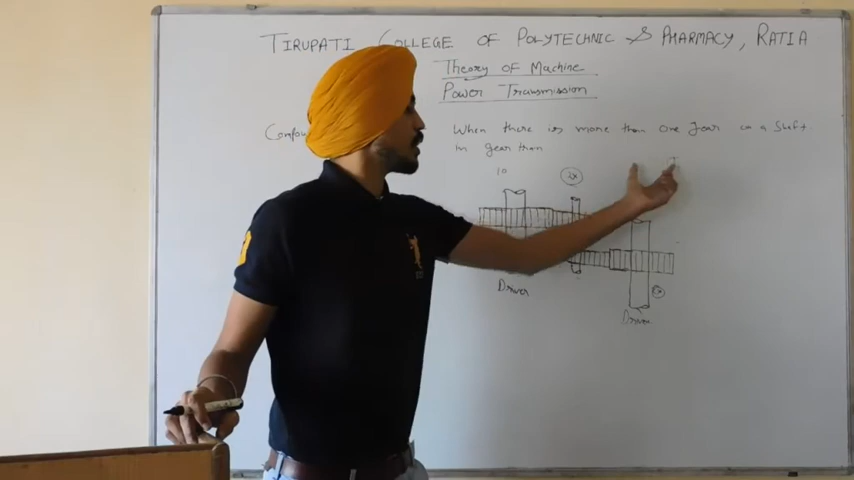 TIRUPATI COLLEGE OF POLYTECHNIC & PHARMACY, RATIA
Theory OF Machine
Power Transmission
Compou
When there is more than one gear on a Shaft
in gear train
10
Driver
Driven